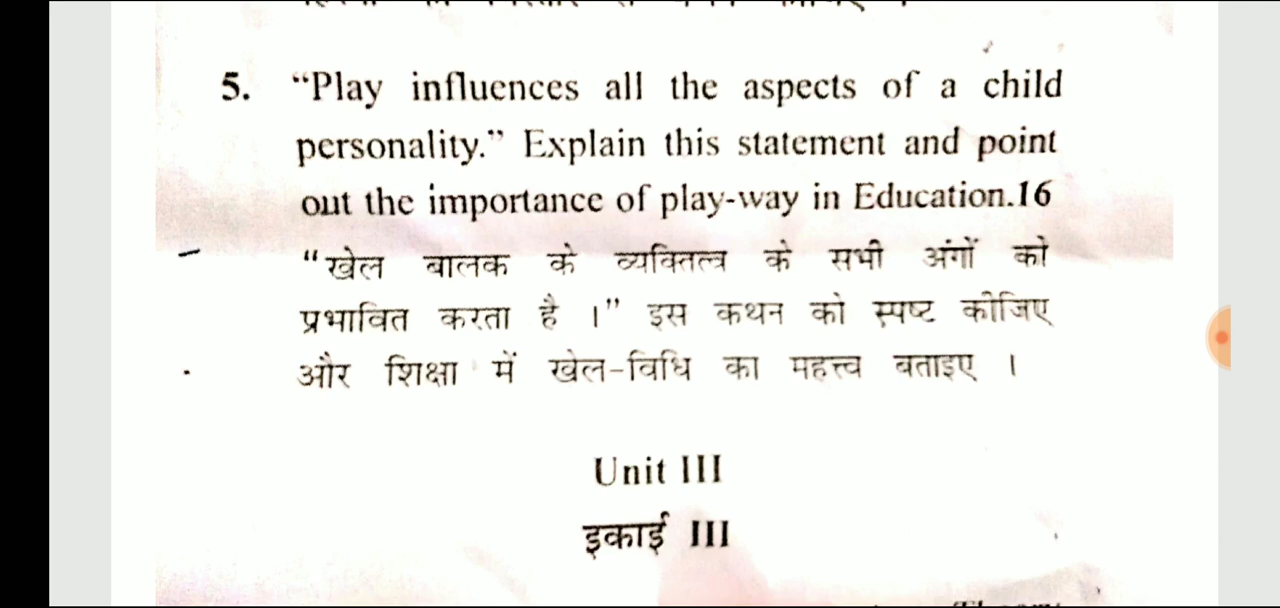 5. “Play influences all the aspects of a child
personality.” Explain this statement and point
out the importance of play-way in Education.16
“खेल बालक के व्यक्तित्व के सभी अंगों को
प्रभावित करता है ।” इस कथन को स्पष्ट कीजिए
और शिक्षा में खेल-विधि का महत्त्व बताइए ।
Unit III
इकाई III